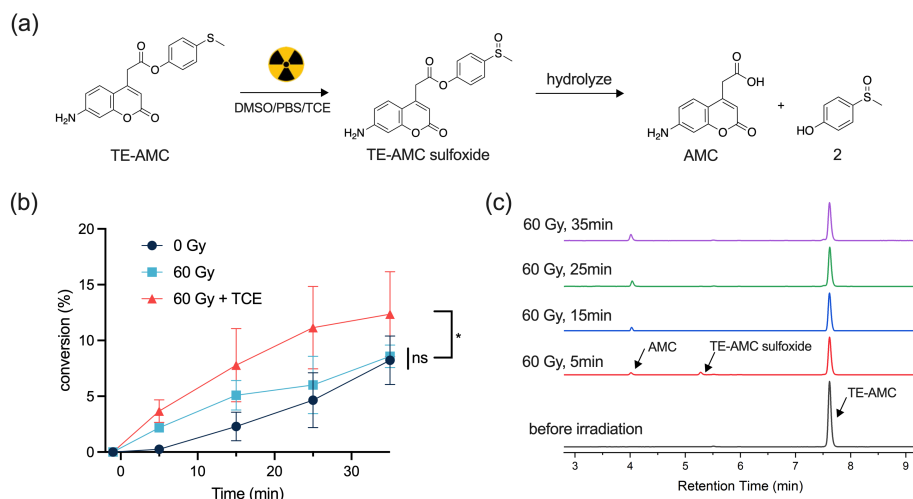 (a)
O
S
O
O
O
H₂N
O
DMSO/PBS/TCE
O
S
O
O
O
H₂N
O
hydrolyze
O
OH
O
H₂N
O
+
O
S
HO
TE-AMC
TE-AMC sulfoxide
AMC
2
(b)
20
15
10
5
0
conversion (%)
0 Gy
60 Gy
60 Gy + TCE
*
ns
0
10
20
30
Time (min)
(c)
60 Gy, 35min
60 Gy, 25min
60 Gy, 15min
60 Gy, 5min
AMC
TE-AMC sulfoxide
TE-AMC
before irradiation
3
4
5
6
7
8
9
Retention Time (min)